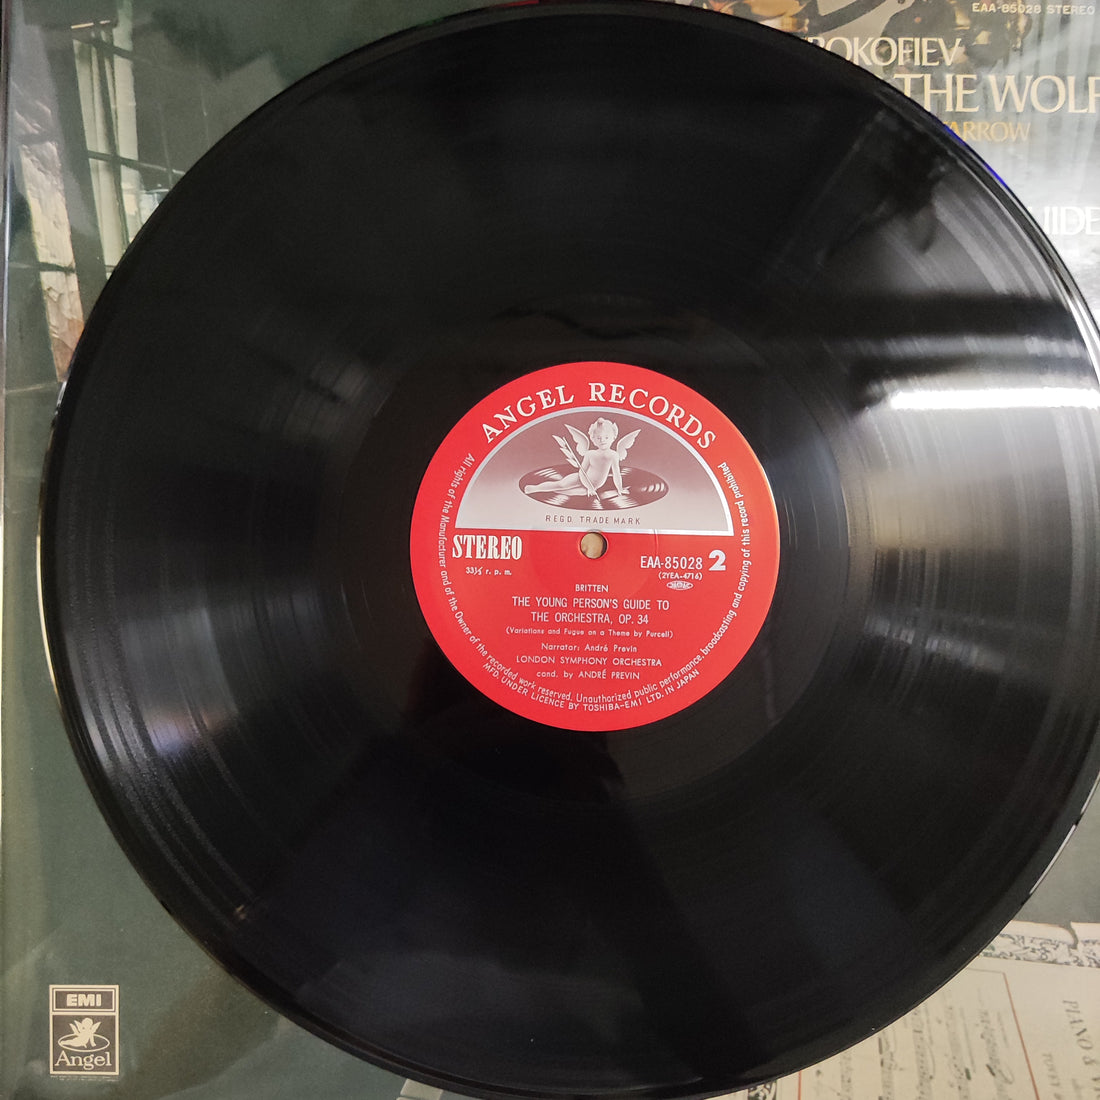 EAA-85028 STEREO
PROKOFIEV
THE WOLF
ARROW
UIDE
ANGEL RECORDS
REGD. TRADE MARK
STEREO
33⅓ r. p. m.
EAA-85028 2
(2YEA-4716)
BRITTEN
THE YOUNG PERSON'S GUIDE TO
THE ORCHESTRA, OP. 34
(Variations and Fugue on a Theme by Purcell)
Narrator: André Previn
LONDON SYMPHONY ORCHESTRA
cond. by ANDRÉ PREVIN
All rights of the Manufacturer and of the Owner of the recorded work reserved. Unauthorized public performance, broadcasting and copying of this record prohibited
MFD. UNDER LICENCE BY TOSHIBA-EMI LTD. IN JAPAN
EMI
Angel
PIANO &